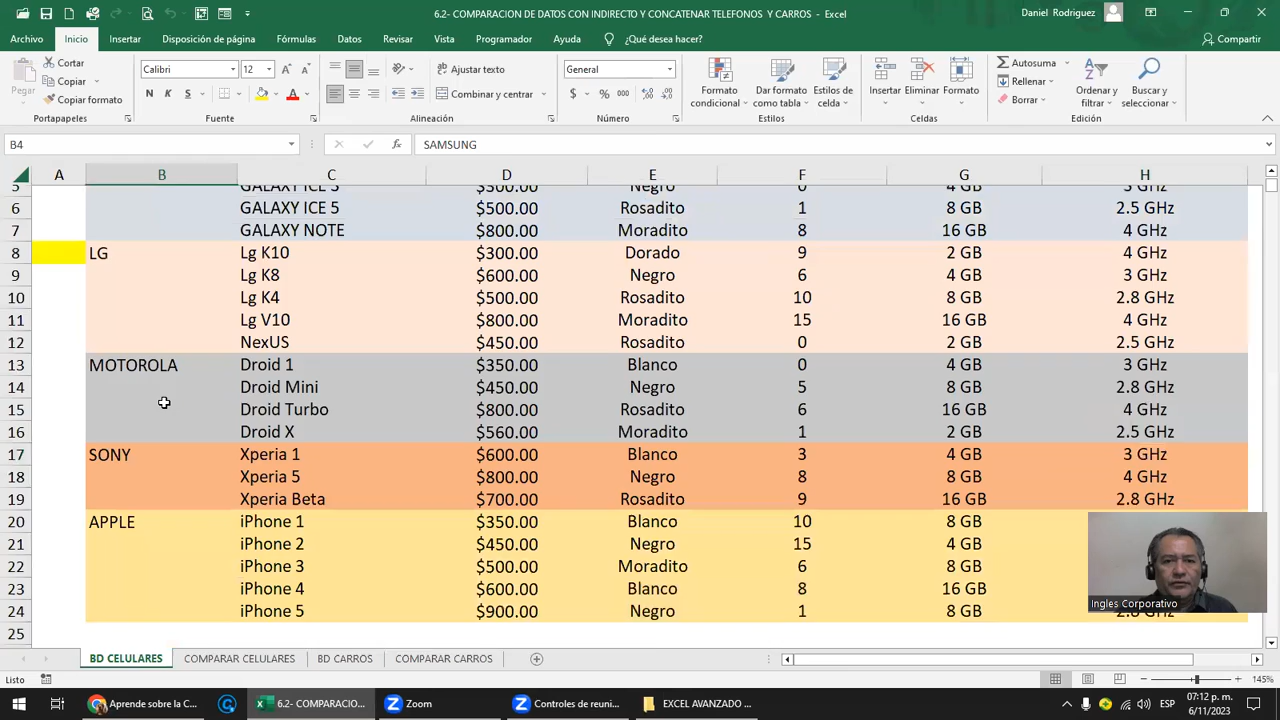 6.2- COMPARACION DE DATOS CON INDIRECTO Y CONCATENAR TELEFONOS Y CARROS - Excel
Daniel Rodriguez
Archivo Inicio Insertar Disposición de página Fórmulas Datos Revisar Vista Programador Ayuda ¿Qué desea hacer? Compartir
Pegar
Cortar
Copiar
Copiar formato
Portapapeles
Calibri 12
N K S
Fuente
Ajustar texto
Combinar y centrar
Alineación
General
$ % 000
Número
Formato condicional
Dar formato como tabla
Estilos de celda
Estilos
Insertar Eliminar Formato
Celdas
Autosuma
Rellenar
Borrar
Ordenar y filtrar
Buscar y seleccionar
Edición
B4 fx SAMSUNG
A B C D E F G H
5 GALAXY ICE 3 $300.00 Negro 0 4 GB 3 GHz
6 GALAXY ICE 5 $500.00 Rosadito 1 8 GB 2.5 GHz
7 GALAXY NOTE $800.00 Moradito 8 16 GB 4 GHz
8 LG Lg K10 $300.00 Dorado 9 2 GB 4 GHz
9 Lg K8 $600.00 Negro 6 4 GB 3 GHz
10 Lg K4 $500.00 Rosadito 10 8 GB 2.8 GHz
11 Lg V10 $800.00 Moradito 15 16 GB 4 GHz
12 NexUS $450.00 Rosadito 0 2 GB 2.5 GHz
13 MOTOROLA Droid 1 $350.00 Blanco 0 4 GB 3 GHz
14 Droid Mini $450.00 Negro 5 8 GB 2.8 GHz
15 Droid Turbo $800.00 Rosadito 6 16 GB 4 GHz
16 Droid X $560.00 Moradito 1 2 GB 2.5 GHz
17 SONY Xperia 1 $600.00 Blanco 3 4 GB 3 GHz
18 Xperia 5 $800.00 Negro 8 8 GB 4 GHz
19 Xperia Beta $700.00 Rosadito 9 16 GB 2.8 GHz
20 APPLE iPhone 1 $350.00 Blanco 10 8 GB
21 iPhone 2 $450.00 Negro 15 4 GB
22 iPhone 3 $500.00 Moradito 6 8 GB
23 iPhone 4 $600.00 Blanco 8 16 GB
24 iPhone 5 $900.00 Negro 1 8 GB
25
Ingles Corporativo
BD CELULARES COMPARAR CELULARES BD CARROS COMPARAR CARROS
Listo 145%
Aprende sobre la C... 6.2- COMPARACIO... Zoom Controles de reuni... EXCEL AVANZADO ... ESP 07:12 p. m.
6/11/2023